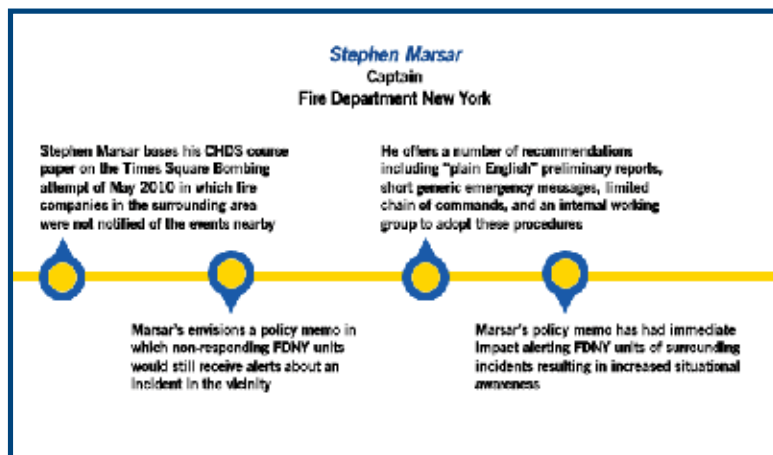 Stephen Marsar
Captain
Fire Department New York
Stephen Marsar bases his CHDS course
paper on the Times Square Bombing
attempt of May 2010 in which fire
companies in the surrounding area
were not notified of the events nearby
Marsar's envisions a policy memo in
which non-responding FDNY units
would still receive alerts about an
incident in the vicinity
He offers a number of recommendations
including "plain English" preliminary reports,
short generic emergency messages, limited
chain of commands, and an internal working
group to adopt these procedures
Marsar's policy memo has had immediate
impact alerting FDNY units of surrounding
incidents resulting in increased situational
awareness